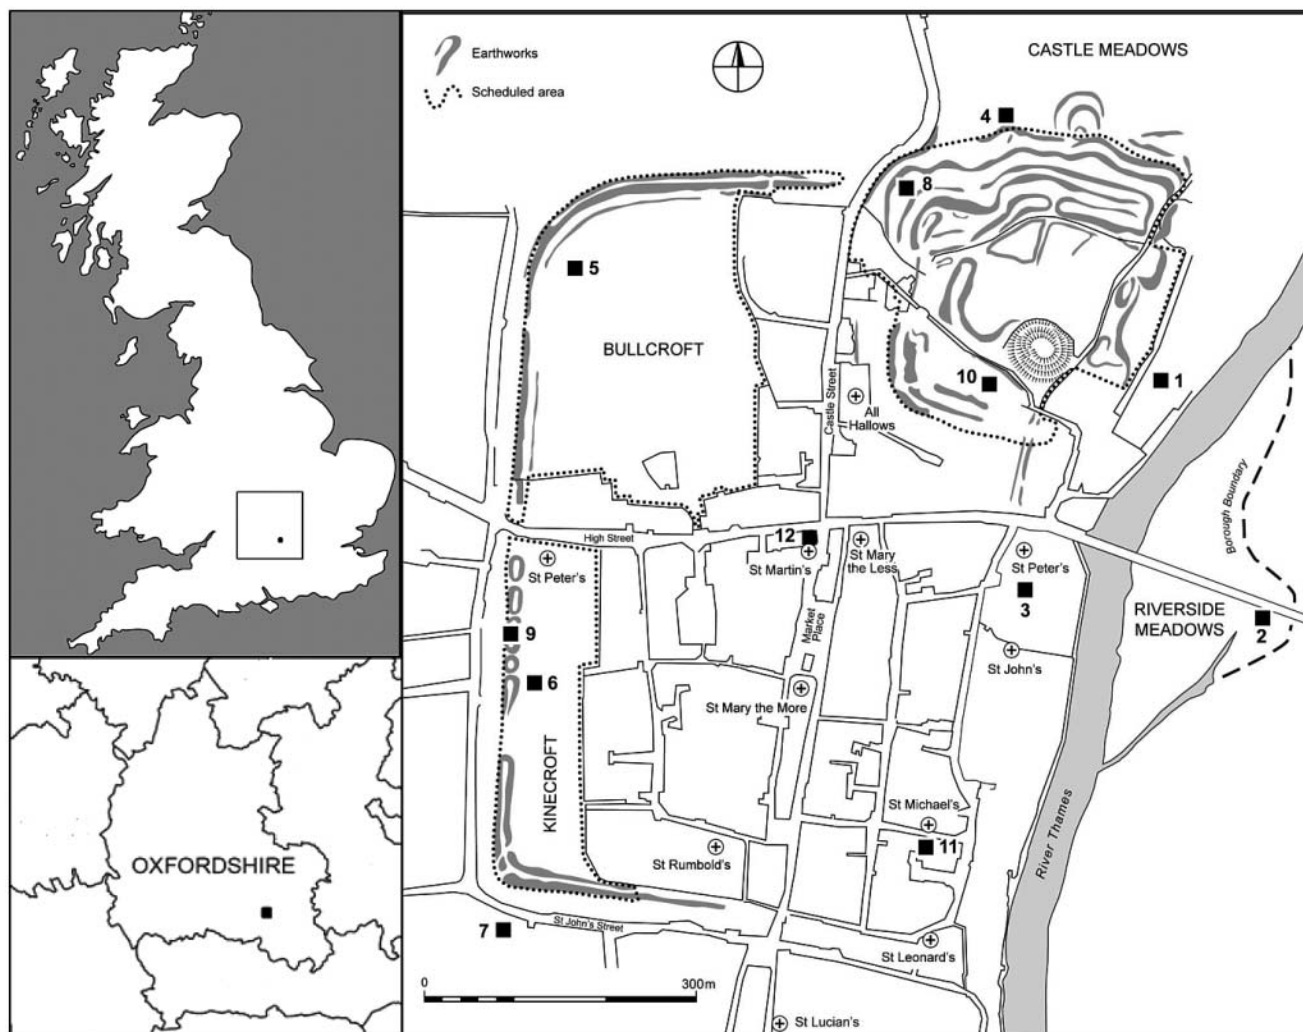 Earthworks
Scheduled area
CASTLE MEADOWS
4
8
5
BULLCROFT
10
1
Castle Street
All
Hallows
Borough Boundary
High Street
12
St Peter's
St Martin's
St Mary
the Less
St Peter's
3
RIVERSIDE
MEADOWS
2
9
Market
Place
St John's
6
St Mary the More
KINECROFT
St Michael's
11
St Rumbold's
River Thames
OXFORDSHIRE
7
St John's Street
St Leonard's
0
300m
St Lucian's